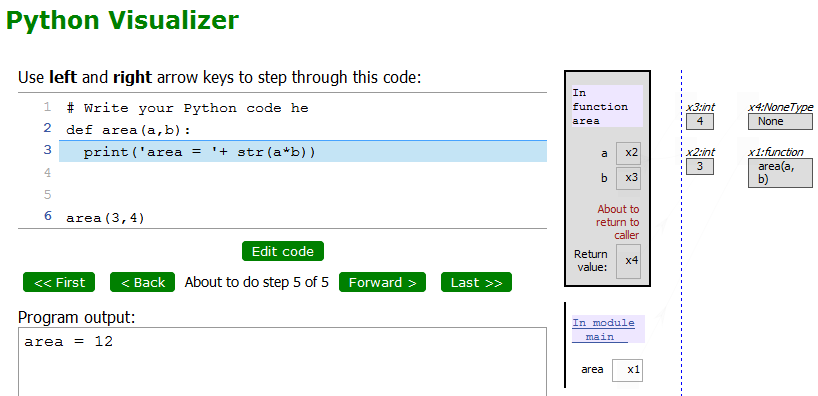 Python Visualizer
Use left and right arrow keys to step through this code:
1 # Write your Python code he
2 def area(a,b):
3 print('area = '+ str(a*b))
4
5
6 area(3,4)
Edit code
<< First < Back About to do step 5 of 5 Forward > Last >>
Program output:
area = 12
In
function
area
a x2
b x3
About to
return to
caller
Return
value: x4
In module
main
area x1
x3:int x4:NoneType
4 None
x2:int x1:function
3 area(a,
b)